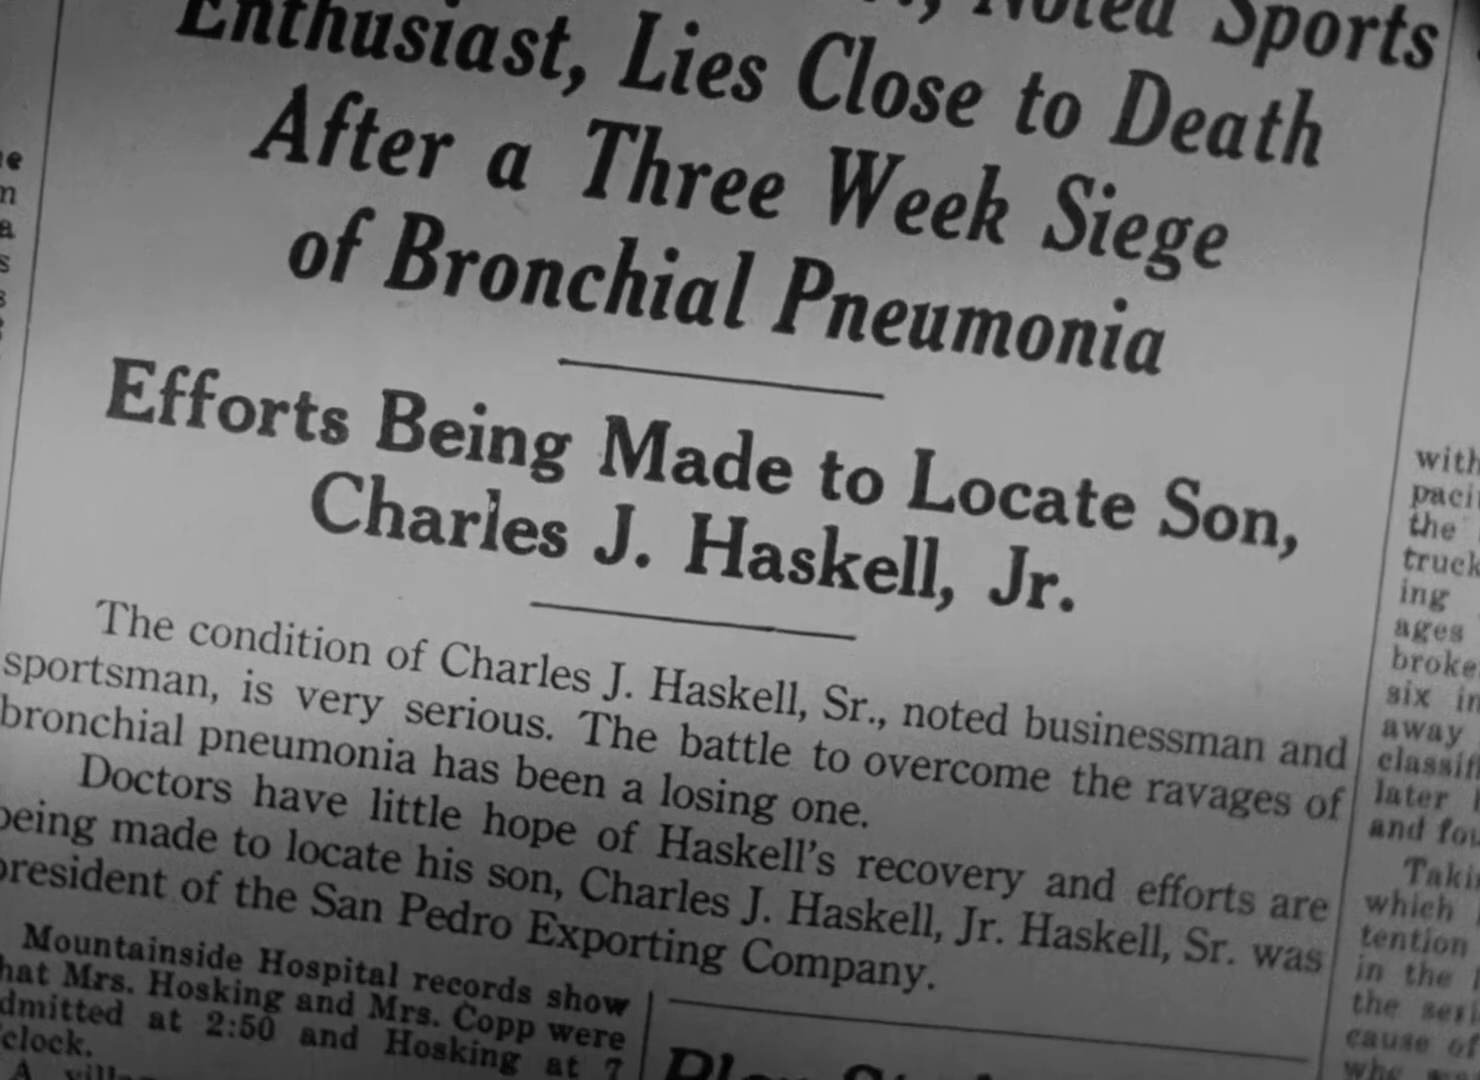 Noted Sports
Enthusiast, Lies Close to Death
After a Three Week Siege
of Bronchial Pneumonia
Efforts Being Made to Locate Son,
Charles J. Haskell, Jr.
The condition of Charles J. Haskell, Sr., noted businessman and
sportsman, is very serious. The battle to overcome the ravages of
bronchial pneumonia has been a losing one.
Doctors have little hope of Haskell's recovery and efforts are
being made to locate his son, Charles J. Haskell, Jr. Haskell, Sr. was
president of the San Pedro Exporting Company.
Mountainside Hospital records show
hat Mrs. Hosking and Mrs. Copp were
dmitted at 2:50 and Hosking at 7
clock.
A
with
paci
the
truck
ing
ages
broke
six in
away
classif
later
and fou
Taki
which
tention
in the
the
cause of